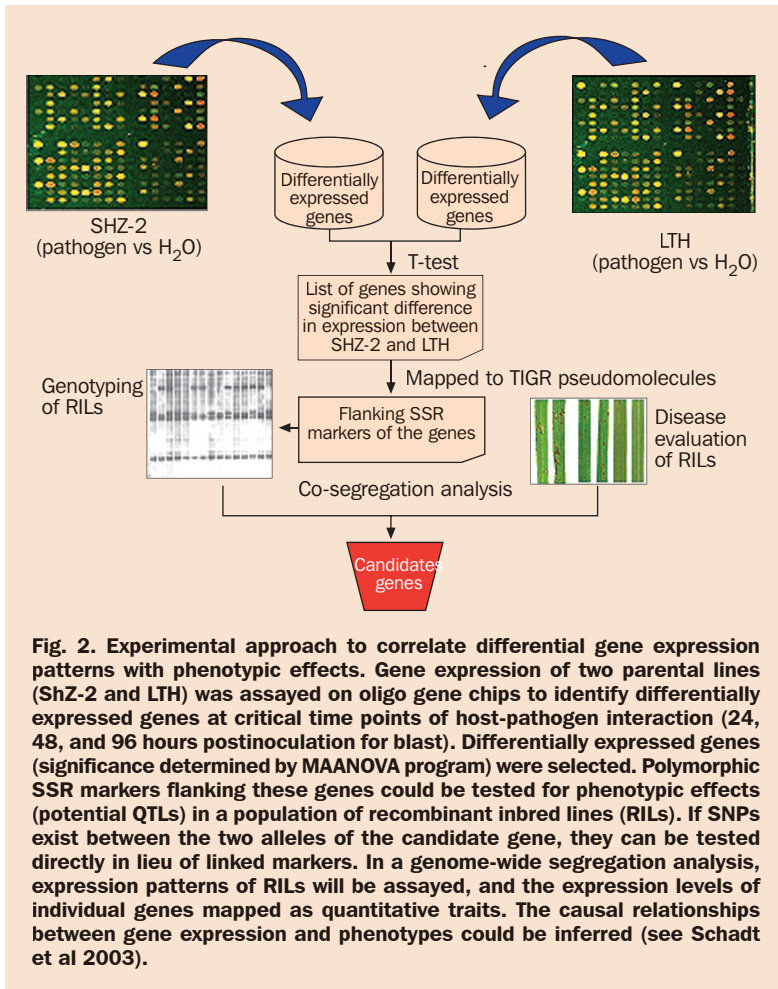 SHZ-2
(pathogen vs H2O)
Differentially
expressed
genes
Differentially
expressed
genes
LTH
(pathogen vs H2O)
T-test
List of genes showing
significant difference
in expression between
SHZ-2 and LTH
Mapped to TIGR pseudomolecules
Genotyping
of RILs
Flanking SSR
markers of the genes
Disease
evaluation
of RILs
Co-segregation analysis
Candidates
genes
Fig. 2. Experimental approach to correlate differential gene expression
patterns with phenotypic effects. Gene expression of two parental lines
(ShZ-2 and LTH) was assayed on oligo gene chips to identify differentially
expressed genes at critical time points of host-pathogen interaction (24,
48, and 96 hours postinoculation for blast). Differentially expressed genes
(significance determined by MAANOVA program) were selected. Polymorphic
SSR markers flanking these genes could be tested for phenotypic effects
(potential QTLs) in a population of recombinant inbred lines (RILs). If SNPs
exist between the two alleles of the candidate gene, they can be tested
directly in lieu of linked markers. In a genome-wide segregation analysis,
expression patterns of RILs will be assayed, and the expression levels of
individual genes mapped as quantitative traits. The causal relationships
between gene expression and phenotypes could be inferred (see Schadt
et al 2003).